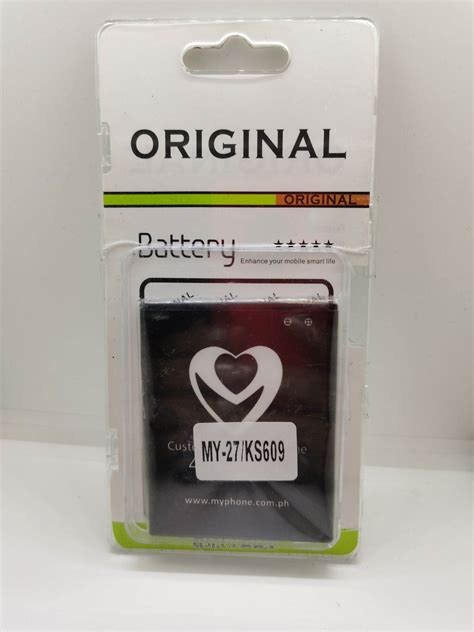 ORIGINAL
ORIGINAL
Battery ★★★★★
Enhance your mobile smart life
MY-27/KS609
www.myphone.com.ph